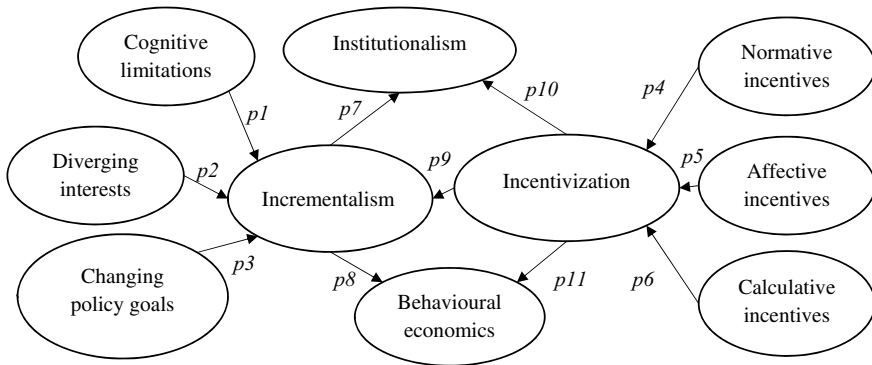 Cognitive
limitations
Institutionalism
Normative
incentives
p1
p7
p10
p4
Diverging
interests
p2
Incrementalism
p9
Incentivization
p5
Affective
incentives
Changing
policy goals
p3
p8
Behavioural
economics
p11
p6
Calculative
incentives